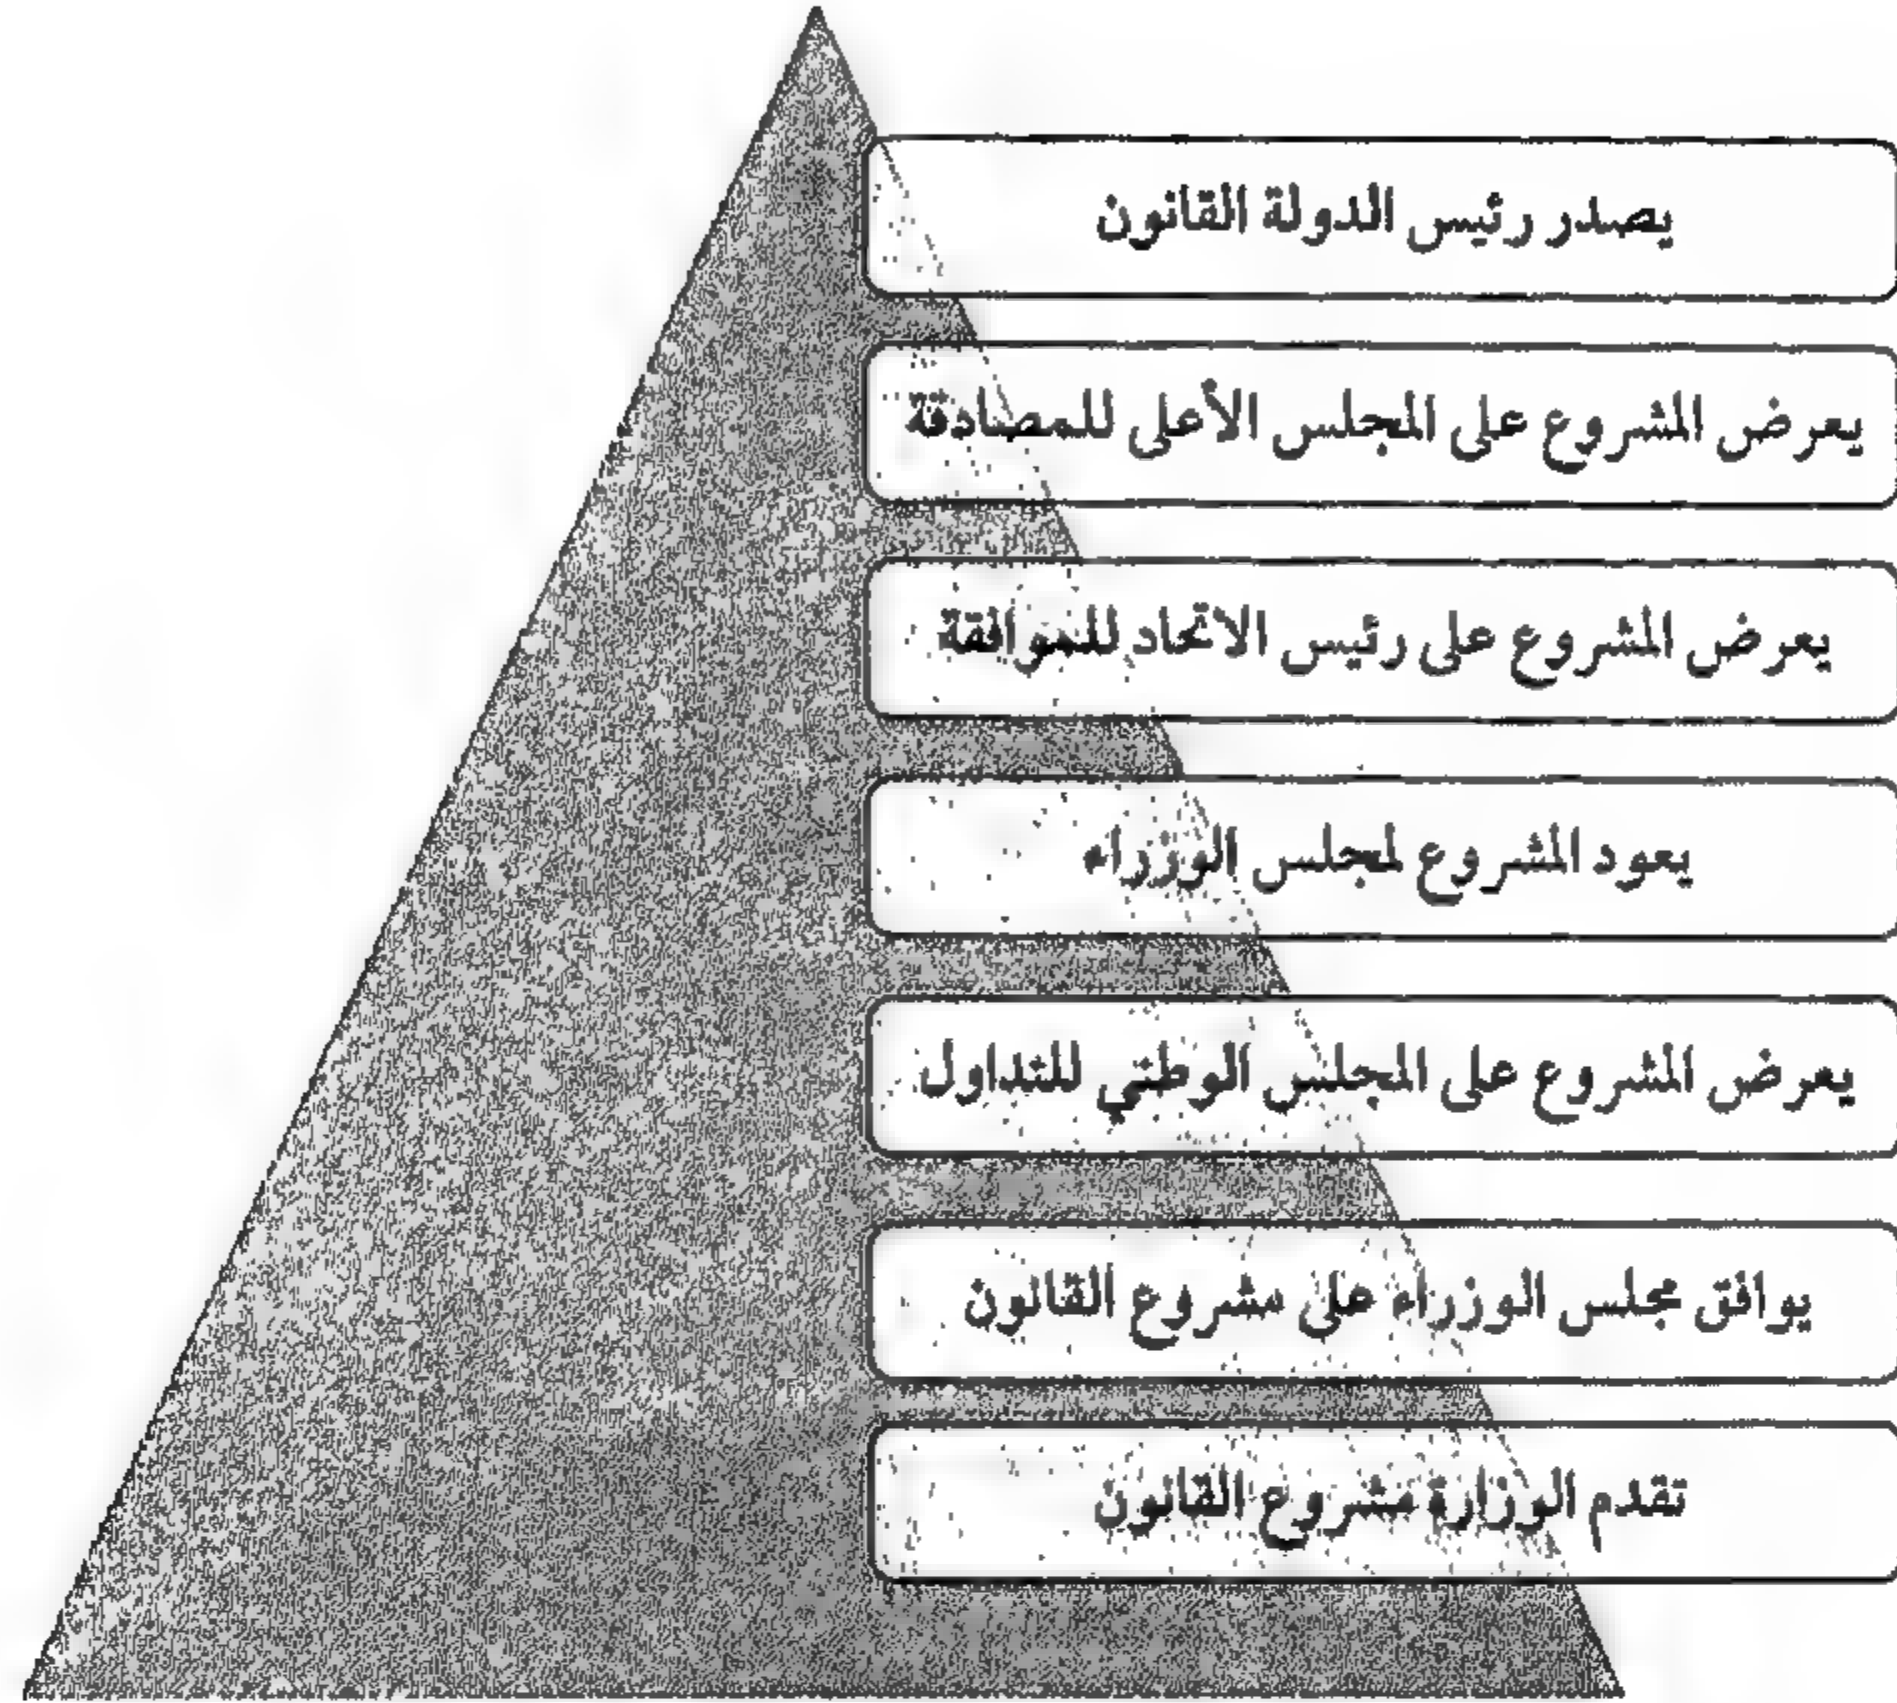 يصدر رئيس الدولة القانون
يعرض المشروع على المجلس الأعلى للمصادقة
يعرض المشروع على رئيس الاتحاد للموافقة
يعود المشروع لمجلس الوزراء
يعرض المشروع على المجلس الوطني للتداول
يوافق مجلس الوزراء على مشروع القانون
تقدم الوزارة مشروع القانون